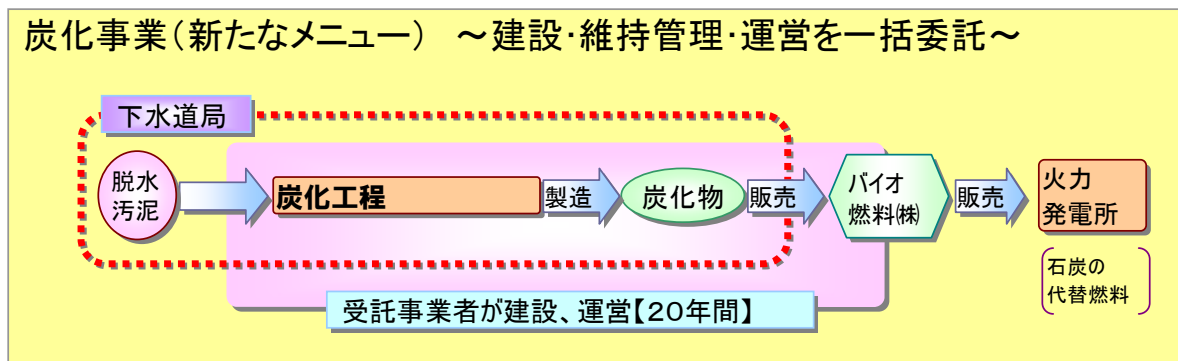 炭化事業(新たなメニュー) ～建設・維持管理・運営を一括委託～
下水道局
脱水
汚泥
炭化工程
製造
炭化物
販売
バイオ
燃料㈱
販売
火力
発電所
石炭の
代替燃料
受託事業者が建設、運営【20年間】